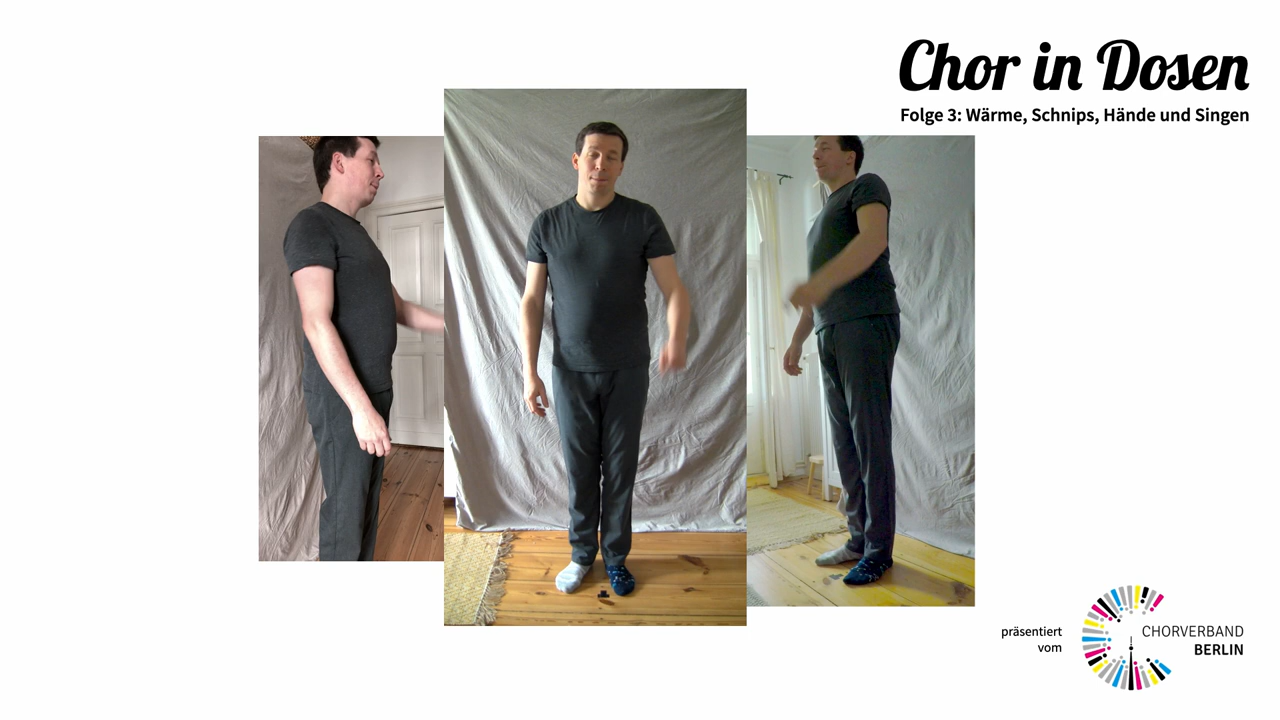 Chor in Dosen
Folge 3: Wärme, Schnips, Hände und Singen
präsentiert
vom
CHORVERBAND
BERLIN